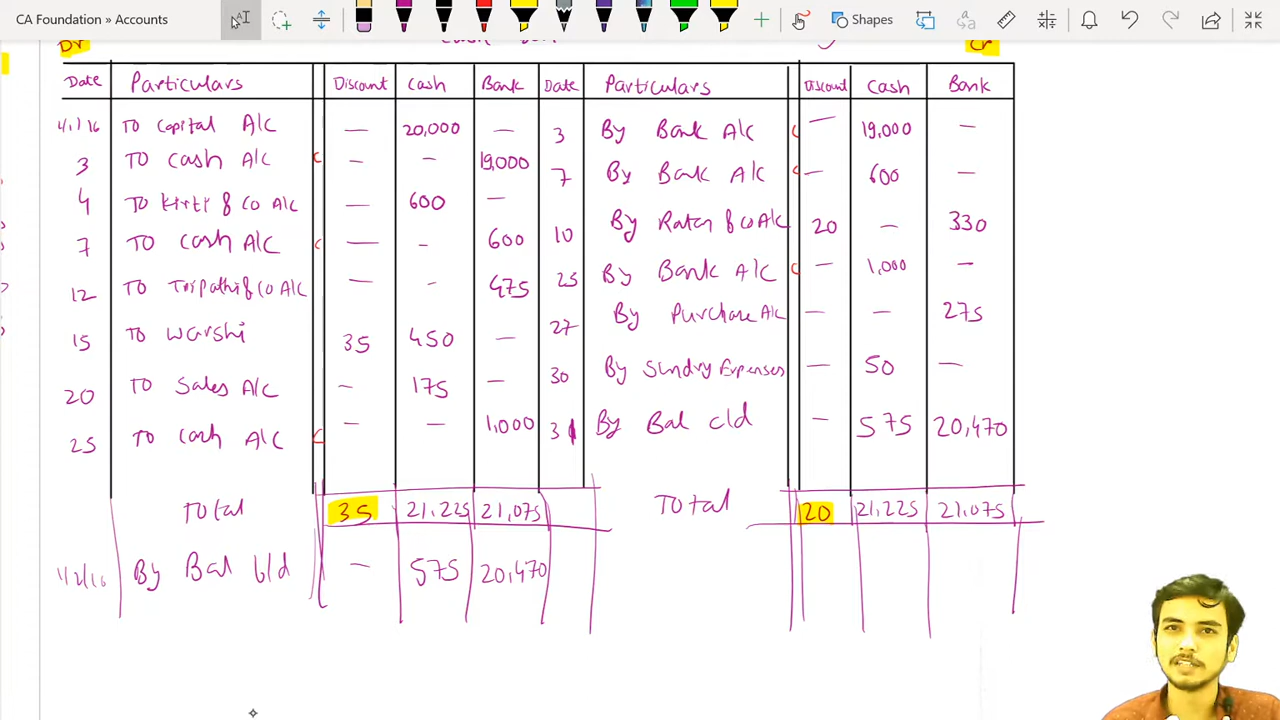 CA Foundation » Accounts
Shapes
Dr
Cr
Date Particulars Discount Cash Bank Date Particulars Discount Cash Bank
1/1/16 To Capital A/c — 20,000 — 3 By Bank A/c C — 19,000 —
3 To Cash A/c C — — 19,000 7 By Bank A/c C — 600 —
4 To Kirti & Co A/c — 600 — 10 By Ratan & Co A/c 20 — 330
7 To Cash A/c C — - 600 25 By Bank A/c C — 1,000 —
12 To Tripathi & Co A/c — - 475 27 By Purchase A/c — — 275
15 To Warshi 35 450 — 30 By Sundry Expenses — 50 —
20 To Sales A/c - 175 — 31 By Bal c/d - 575 20,470
25 To Cash A/c C — — 1,000
Total 35 21,225 21,075 Total 20 21,225 21,075
1/2/16 By Bal b/d — 575 20,470